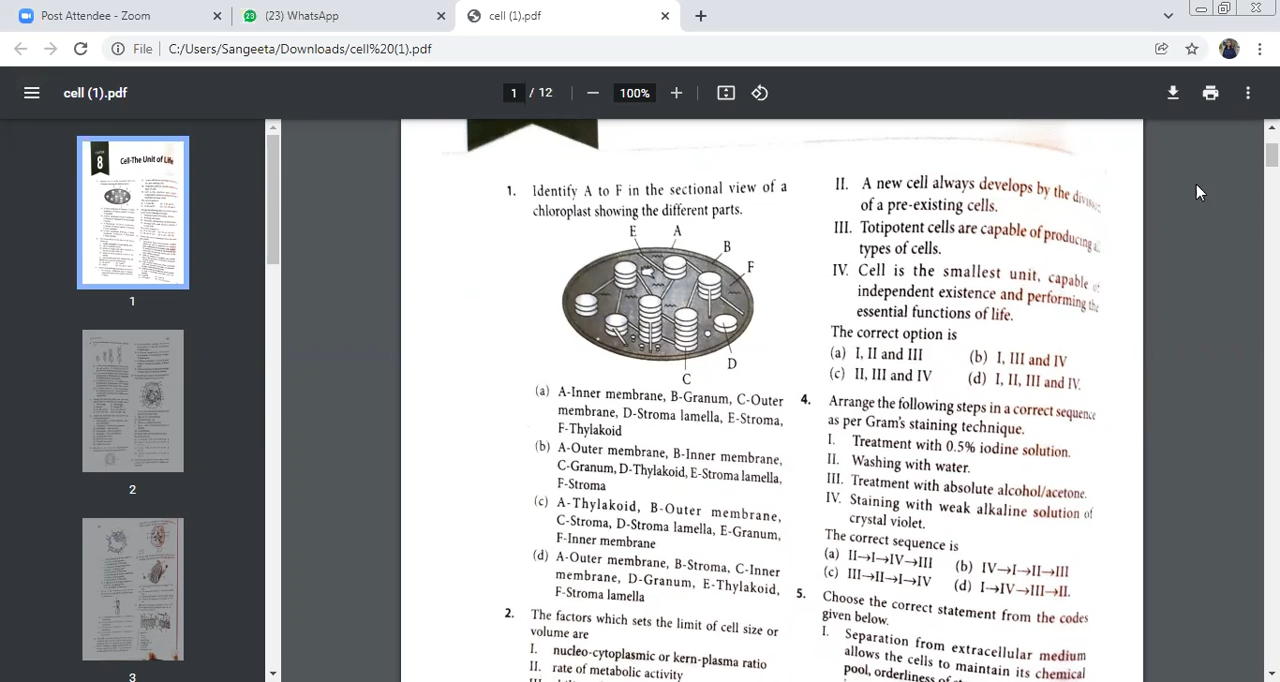 Post Attendee - Zoom
(23) WhatsApp
cell (1).pdf
File
C:/Users/Sangeeta/Downloads/cell%20(1).pdf
cell (1).pdf
1 / 12
100%
8
Cell-The Unit of Life
1
2
3
1. Identify A to F in the sectional view of a
chloroplast showing the different parts.
E
A
B
F
D
C
(a) A-Inner membrane, B-Granum, C-Outer
membrane, D-Stroma lamella, E-Stroma,
F-Thylakoid
(b) A-Outer membrane, B-Inner membrane,
C-Granum, D-Thylakoid, E-Stroma lamella,
F-Stroma
(c) A-Thylakoid, B-Outer membrane,
C-Stroma, D-Stroma lamella, E-Granum,
F-Inner membrane
(d) A-Outer membrane, B-Stroma, C-Inner
membrane, D-Granum, E-Thylakoid,
F-Stroma lamella
2. The factors which sets the limit of cell size or
volume are
I. nucleo-cytoplasmic or kern-plasma ratio
II. rate of metabolic activity
II. A new cell always develops by the
of a pre-existing cells.
III. Totipotent cells are capable of producing
types of cells.
IV. Cell is the smallest unit, capable of
independent existence and performing the
essential functions of life.
The correct option is
(a) I, II and III (b) I, III and IV
(c) II, III and IV (d) I, II, III and IV.
4. Arrange the following steps in a correct sequence
as per Gram's staining technique.
I. Treatment with 0.5% iodine solution.
II. Washing with water.
III. Treatment with absolute alcohol/acetone.
IV. Staining with weak alkaline solution of
crystal violet.
The correct sequence is
(a) II→I→IV→III (b) IV→I→II→III
(c) III→II→I→IV (d) I→IV→III→II.
5. Choose the correct statement from the codes
given below.
I. Separation from extracellular medium
allows the cells to maintain its chemical
pool, orderliness of